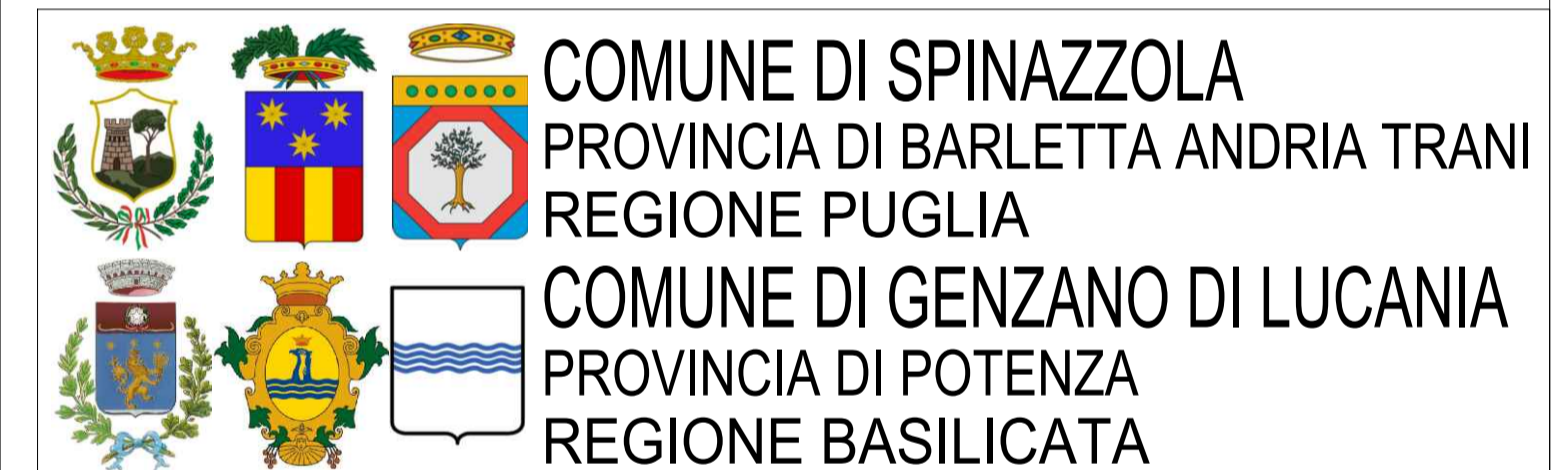 COMUNE DI SPINAZZOLA
PROVINCIA DI BARLETTA ANDRIA TRANI
REGIONE PUGLIA
COMUNE DI GENZANO DI LUCANIA
PROVINCIA DI POTENZA
REGIONE BASILICATA